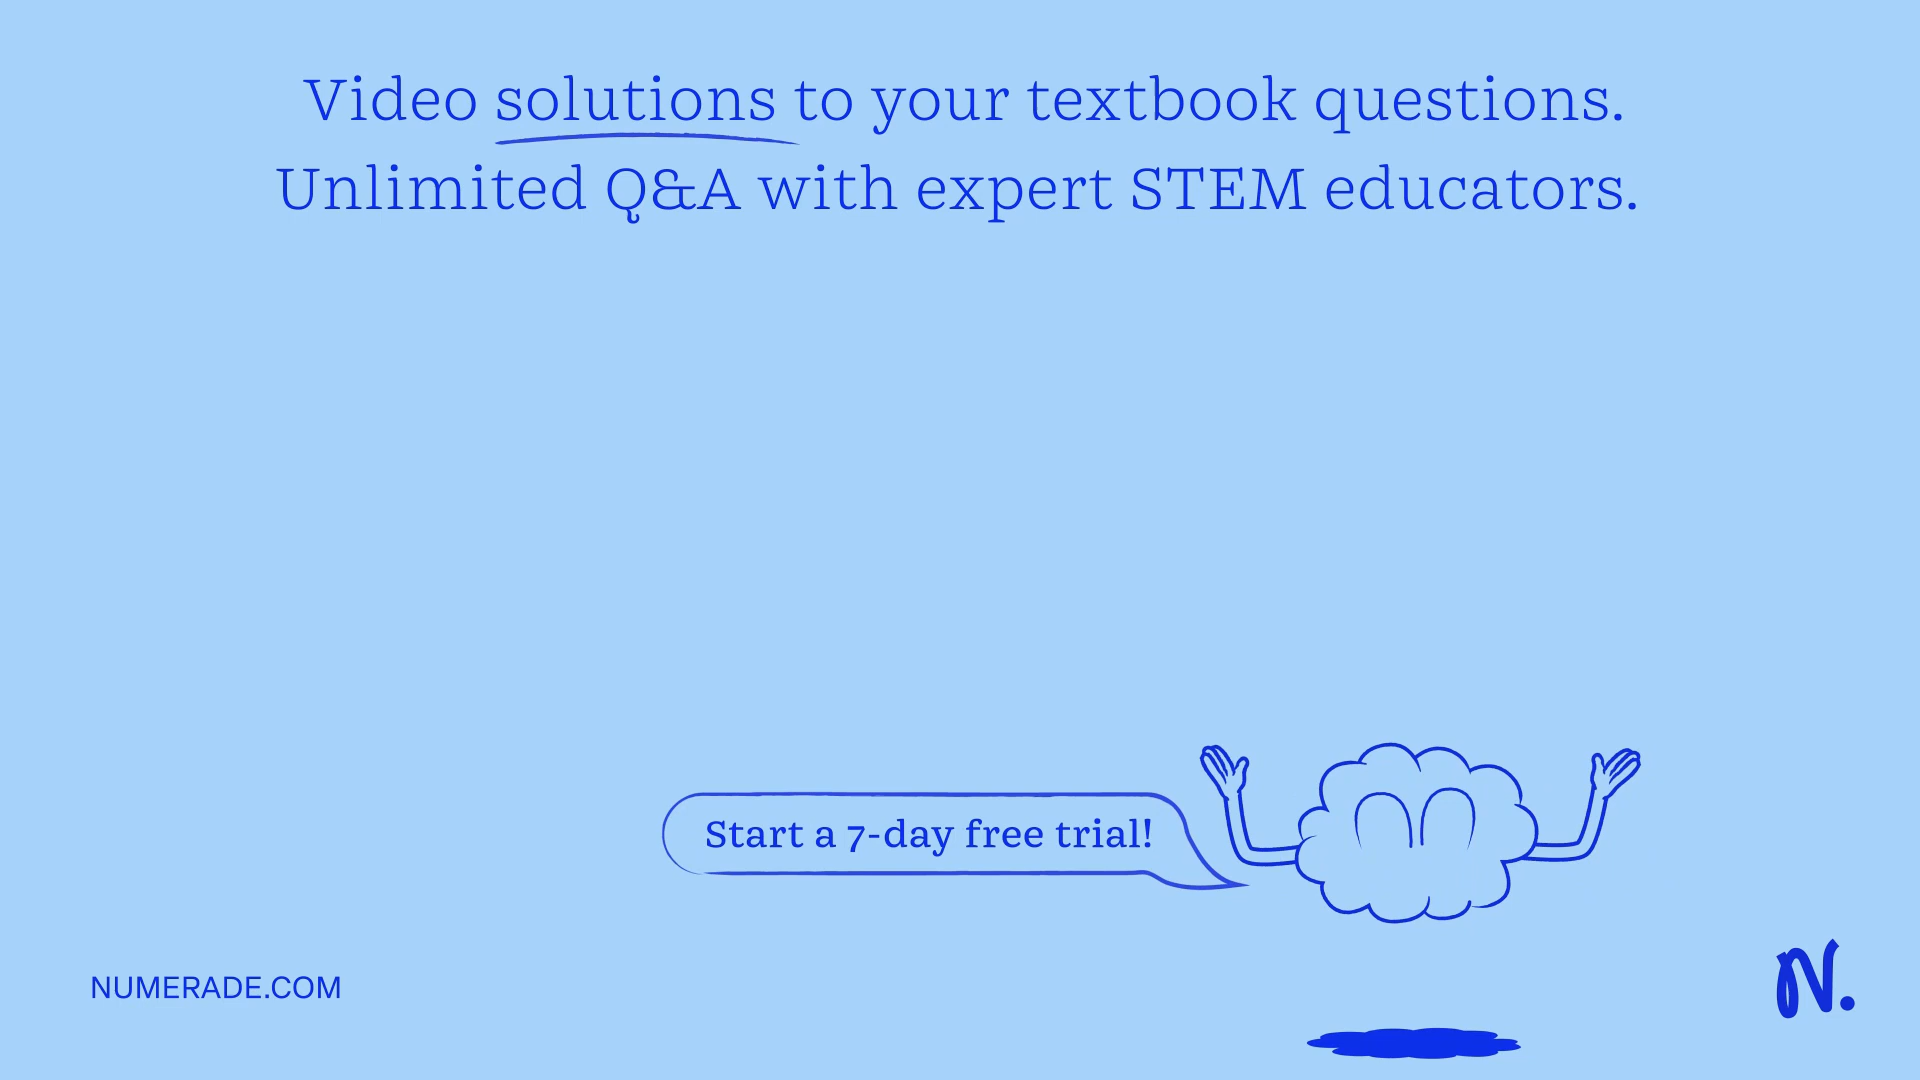 Video solutions to your textbook questions.
Unlimited Q&A with expert STEM educators.
Start a 7-day free trial!
NUMERADE.COM
N.